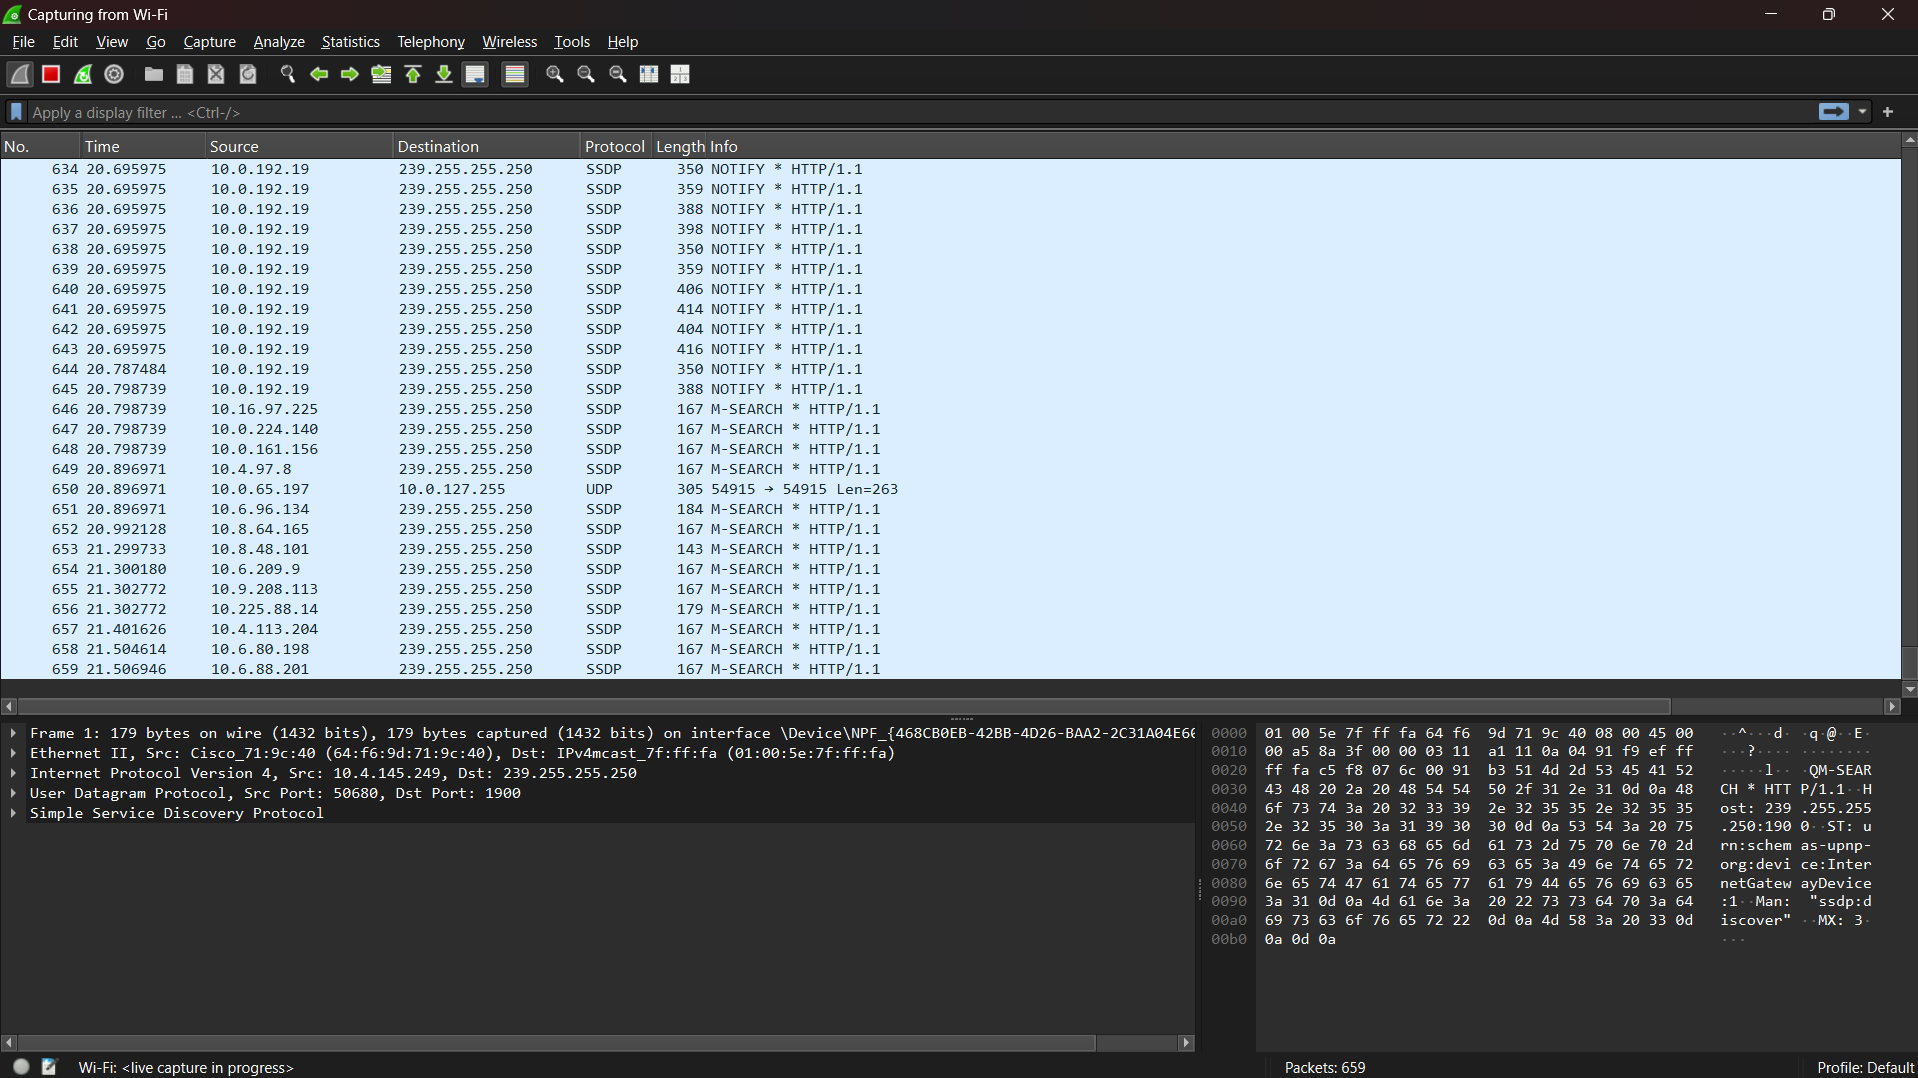 Capturing from Wi-Fi
File Edit View Go Capture Analyze Statistics Telephony Wireless Tools Help
Apply a display filter ... <Ctrl-/>
No. Time Source Destination Protocol Length Info
634 20.695975 10.0.192.19 239.255.255.250 SSDP 350 NOTIFY * HTTP/1.1
635 20.695975 10.0.192.19 239.255.255.250 SSDP 359 NOTIFY * HTTP/1.1
636 20.695975 10.0.192.19 239.255.255.250 SSDP 388 NOTIFY * HTTP/1.1
637 20.695975 10.0.192.19 239.255.255.250 SSDP 398 NOTIFY * HTTP/1.1
638 20.695975 10.0.192.19 239.255.255.250 SSDP 350 NOTIFY * HTTP/1.1
639 20.695975 10.0.192.19 239.255.255.250 SSDP 359 NOTIFY * HTTP/1.1
640 20.695975 10.0.192.19 239.255.255.250 SSDP 406 NOTIFY * HTTP/1.1
641 20.695975 10.0.192.19 239.255.255.250 SSDP 414 NOTIFY * HTTP/1.1
642 20.695975 10.0.192.19 239.255.255.250 SSDP 404 NOTIFY * HTTP/1.1
643 20.695975 10.0.192.19 239.255.255.250 SSDP 416 NOTIFY * HTTP/1.1
644 20.787484 10.0.192.19 239.255.255.250 SSDP 350 NOTIFY * HTTP/1.1
645 20.798739 10.0.192.19 239.255.255.250 SSDP 388 NOTIFY * HTTP/1.1
646 20.798739 10.16.97.225 239.255.255.250 SSDP 167 M-SEARCH * HTTP/1.1
647 20.798739 10.0.224.140 239.255.255.250 SSDP 167 M-SEARCH * HTTP/1.1
648 20.798739 10.0.161.156 239.255.255.250 SSDP 167 M-SEARCH * HTTP/1.1
649 20.896971 10.4.97.8 239.255.255.250 SSDP 167 M-SEARCH * HTTP/1.1
650 20.896971 10.0.65.197 10.0.127.255 UDP 305 54915 → 54915 Len=263
651 20.896971 10.6.96.134 239.255.255.250 SSDP 184 M-SEARCH * HTTP/1.1
652 20.992128 10.8.64.165 239.255.255.250 SSDP 167 M-SEARCH * HTTP/1.1
653 21.299733 10.8.48.101 239.255.255.250 SSDP 143 M-SEARCH * HTTP/1.1
654 21.300180 10.6.209.9 239.255.255.250 SSDP 167 M-SEARCH * HTTP/1.1
655 21.302772 10.9.208.113 239.255.255.250 SSDP 167 M-SEARCH * HTTP/1.1
656 21.302772 10.225.88.14 239.255.255.250 SSDP 179 M-SEARCH * HTTP/1.1
657 21.401626 10.4.113.204 239.255.255.250 SSDP 167 M-SEARCH * HTTP/1.1
658 21.504614 10.6.80.198 239.255.255.250 SSDP 167 M-SEARCH * HTTP/1.1
659 21.506946 10.6.88.201 239.255.255.250 SSDP 167 M-SEARCH * HTTP/1.1
Frame 1: 179 bytes on wire (1432 bits), 179 bytes captured (1432 bits) on interface \Device\NPF_{468CB0EB-42BB-4D26-BAA2-2C31A04E6
Ethernet II, Src: Cisco_71:9c:40 (64:f6:9d:71:9c:40), Dst: IPv4mcast_7f:ff:fa (01:00:5e:7f:ff:fa)
Internet Protocol Version 4, Src: 10.4.145.249, Dst: 239.255.255.250
User Datagram Protocol, Src Port: 50680, Dst Port: 1900
Simple Service Discovery Protocol
0000 01 00 5e 7f ff fa 64 f6 9d 71 9c 40 08 00 45 00 ··^···d· ·q·@··E·
0010 00 a5 8a 3f 00 00 03 11 a1 11 0a 04 91 f9 ef ff ···?···· ········
0020 ff fa c5 f8 07 6c 00 91 b3 51 4d 2d 53 45 41 52 ·····l·· ·QM-SEAR
0030 43 48 20 2a 20 48 54 54 50 2f 31 2e 31 0d 0a 48 CH * HTT P/1.1··H
0040 6f 73 74 3a 20 32 33 39 2e 32 35 35 2e 32 35 35 ost: 239 .255.255
0050 2e 32 35 30 3a 31 39 30 30 0d 0a 53 54 3a 20 75 .250:190 0··ST: u
0060 72 6e 3a 73 63 68 65 6d 61 73 2d 75 70 6e 70 2d rn:schem as-upnp-
0070 6f 72 67 3a 64 65 76 69 63 65 3a 49 6e 74 65 72 org:devi ce:Inter
0080 6e 65 74 47 61 74 65 77 61 79 44 65 76 69 63 65 netGatew ayDevice
0090 3a 31 0d 0a 4d 61 6e 3a 20 22 73 73 64 70 3a 64 :1··Man: "ssdp:d
00a0 69 73 63 6f 76 65 72 22 0d 0a 4d 58 3a 20 33 0d iscover" ··MX: 3·
00b0 0a 0d 0a ···
Wi-Fi: <live capture in progress> Packets: 659 Profile: Default